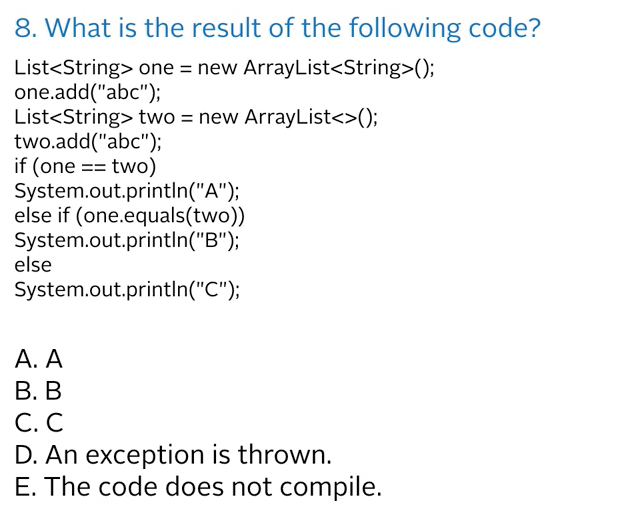 8. What is the result of the following code?
List<String> one = new ArrayList<String>();
one.add("abc");
List<String> two = new ArrayList<>();
two.add("abc");
if (one == two)
System.out.println("A");
else if (one.equals(two))
System.out.println("B");
else
System.out.println("C");
A. A
B. B
C. C
D. An exception is thrown.
E. The code does not compile.